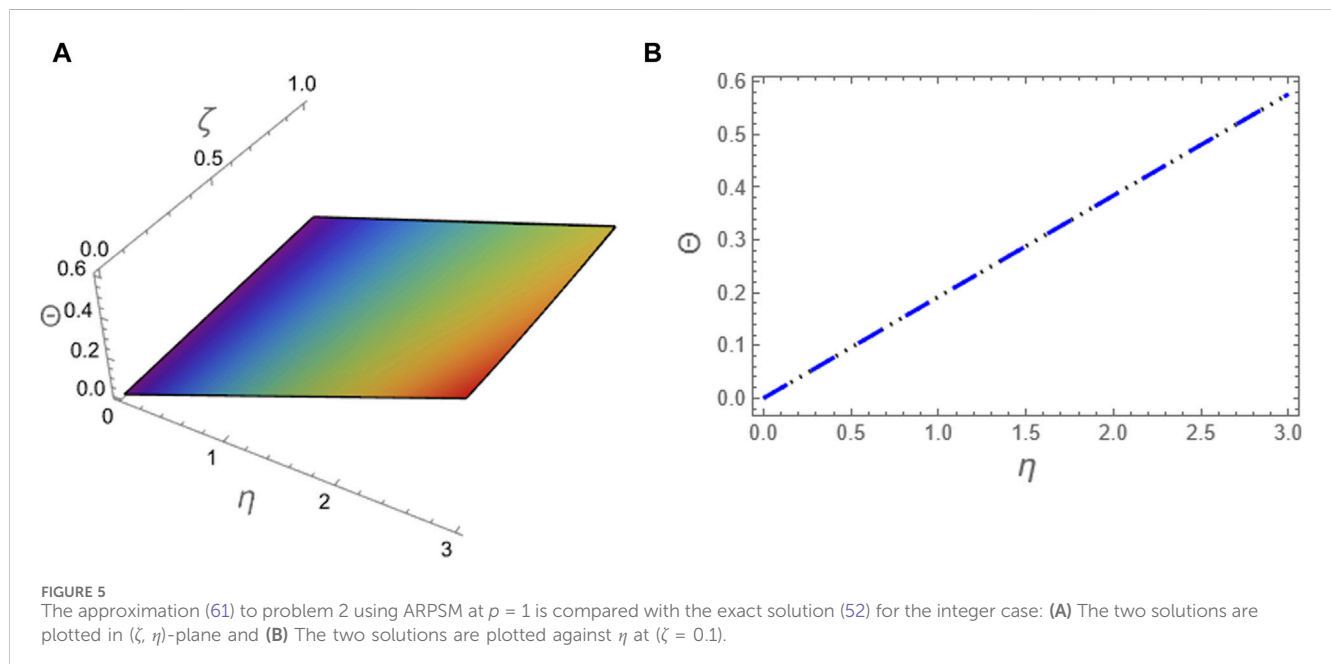 A
B
1.0
ζ
0.5
0.0
0.6
0.4
Θ
0.2
0.0
0
1
η
2
3
0.6
0.5
0.4
0.3
Θ
0.2
0.1
0.0
0.0 0.5 1.0 1.5 2.0 2.5 3.0
η
FIGURE 5
The approximation (61) to problem 2 using ARPSM at p = 1 is compared with the exact solution (52) for the integer case: (A) The two solutions are
plotted in (ζ, η)-plane and (B) The two solutions are plotted against η at (ζ = 0.1).